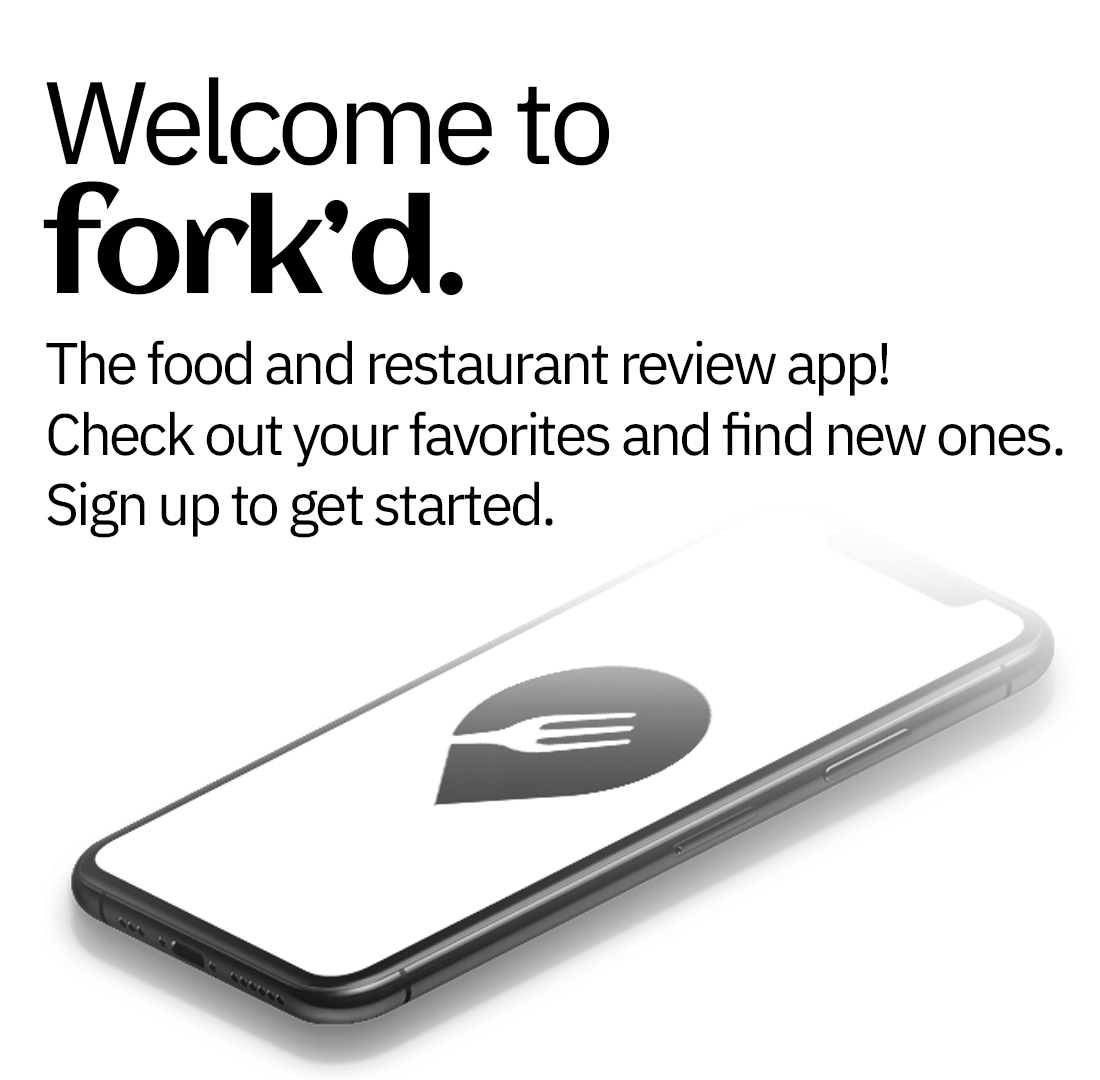 Welcome to
fork’d.
The food and restaurant review app!
Check out your favorites and find new ones.
Sign up to get started.